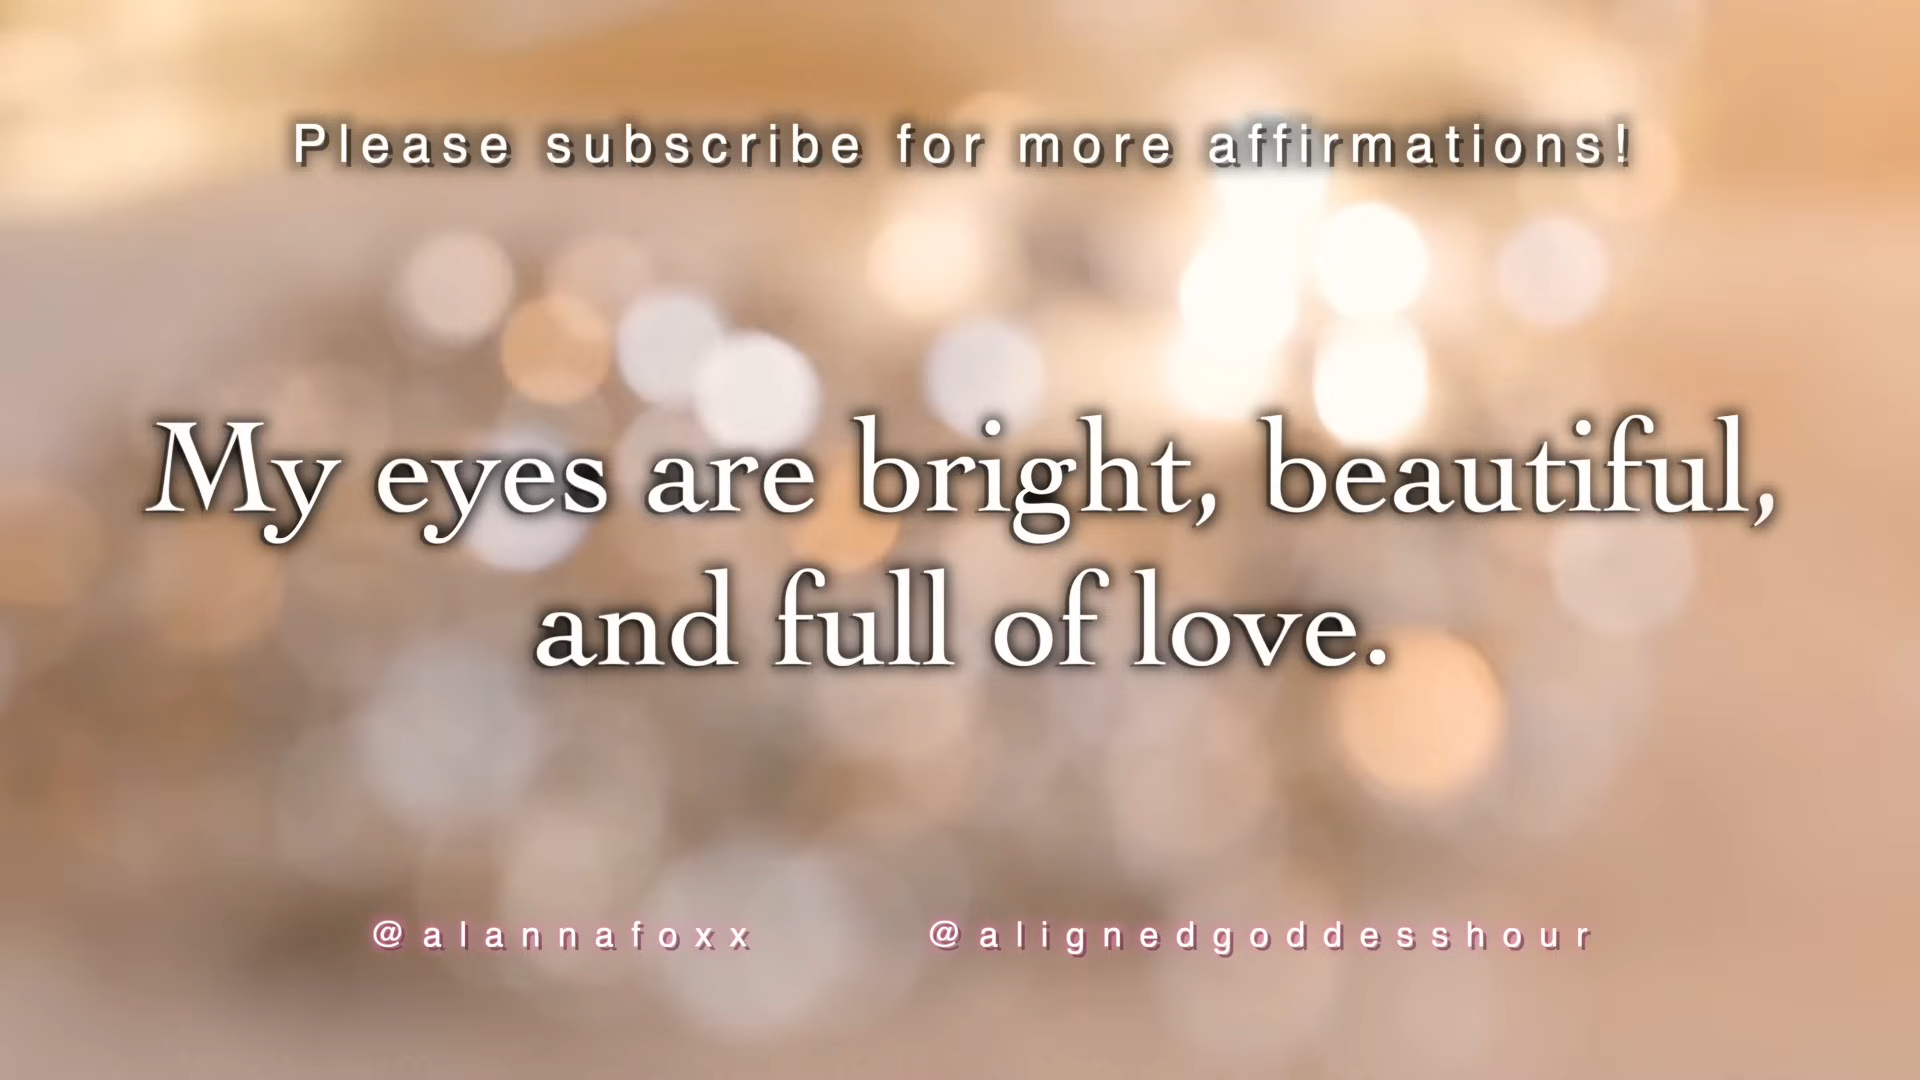 Please subscribe for more affirmations!
My eyes are bright, beautiful,
and full of love.
@alannafoxx @alignedgoddesshour